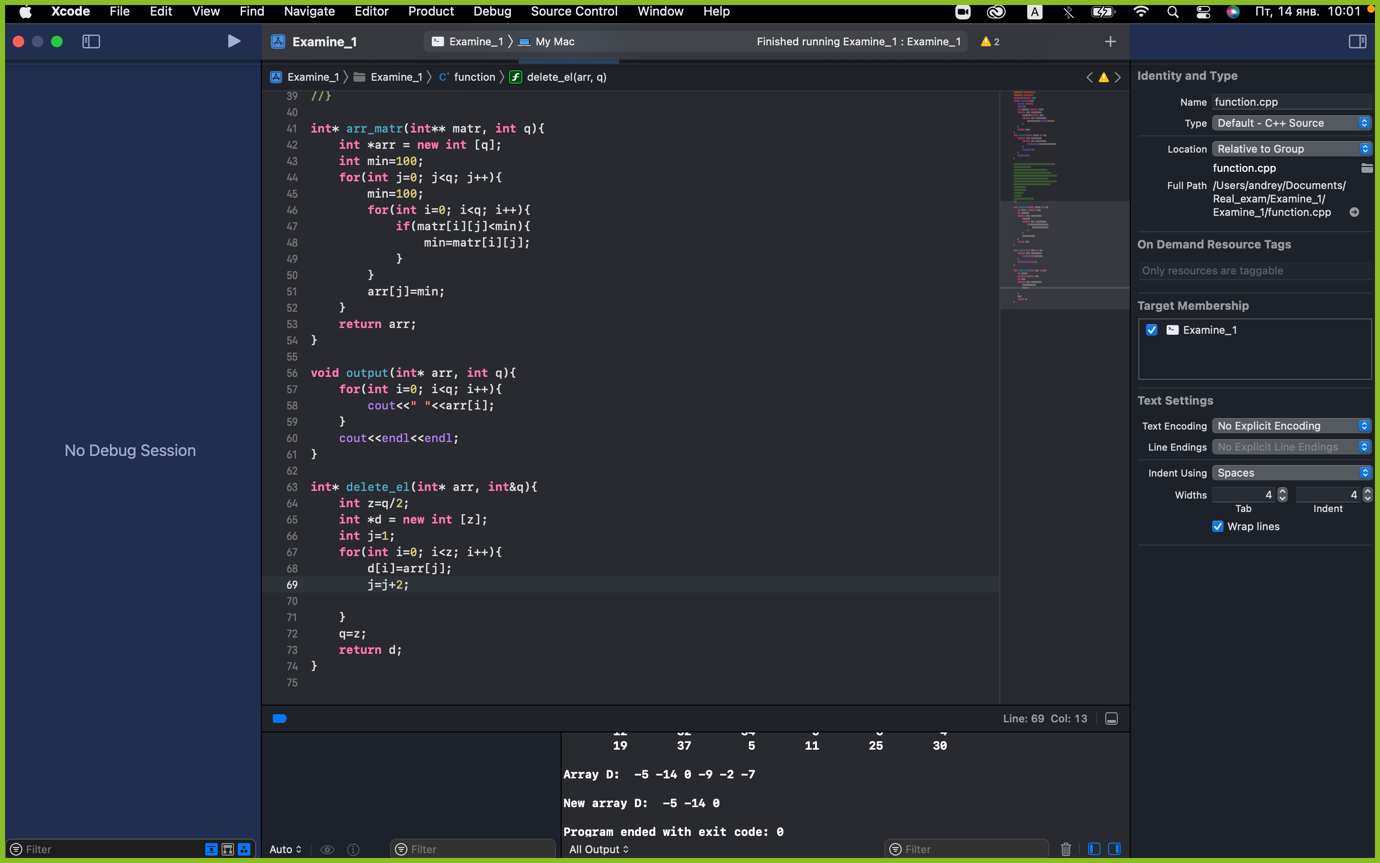 Xcode File Edit View Find Navigate Editor Product Debug Source Control Window Help A Пт, 14 янв. 10:01
Examine_1 Examine_1 〉 My Mac Finished running Examine_1 : Examine_1 2
Examine_1 〉 Examine_1 〉 function 〉 delete_el(arr, q)
39 //}
40
41 int* arr_matr(int** matr, int q){
42 int *arr = new int [q];
43 int min=100;
44 for(int j=0; j<q; j++){
45 min=100;
46 for(int i=0; i<q; i++){
47 if(matr[i][j]<min){
48 min=matr[i][j];
49 }
50 }
51 arr[j]=min;
52 }
53 return arr;
54 }
55
56 void output(int* arr, int q){
57 for(int i=0; i<q; i++){
58 cout<<" "<<arr[i];
59 }
60 cout<<endl<<endl;
61 }
62
63 int* delete_el(int* arr, int&q){
64 int z=q/2;
65 int *d = new int [z];
66 int j=1;
67 for(int i=0; i<z; i++){
68 d[i]=arr[j];
69 j=j+2;
70
71 }
72 q=z;
73 return d;
74 }
75
No Debug Session
Line: 69 Col: 13
19 37 5 11 25 30
Array D: -5 -14 0 -9 -2 -7
New array D: -5 -14 0
Program ended with exit code: 0
Filter
Auto
Filter
All Output
Filter
Identity and Type
Name function.cpp
Type Default - C++ Source
Location Relative to Group
function.cpp
Full Path /Users/andrey/Documents/
Real_exam/Examine_1/
Examine_1/function.cpp
On Demand Resource Tags
Only resources are taggable
Target Membership
Examine_1
Text Settings
Text Encoding No Explicit Encoding
Line Endings No Explicit Line Endings
Indent Using Spaces
Widths 4 4
Tab Indent
Wrap lines